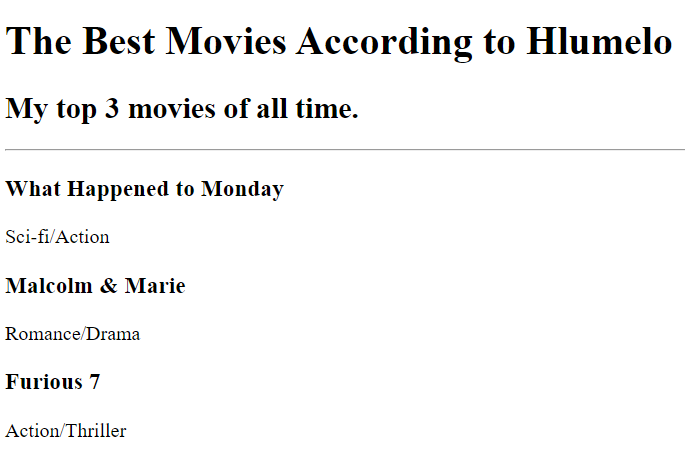 The Best Movies According to Hlumelo
My top 3 movies of all time.
What Happened to Monday
Sci-fi/Action
Malcolm & Marie
Romance/Drama
Furious 7
Action/Thriller